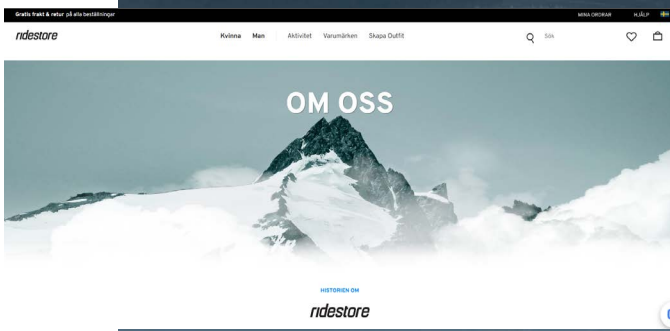 Gratis frakt & retur på alla beställningar
MINA ORDRAR HJÄLP
ridestore
Kvinna Man Aktivitet Varumärken Skapa Outfit
Sök
OM OSS
HISTORIEN OM
ridestore